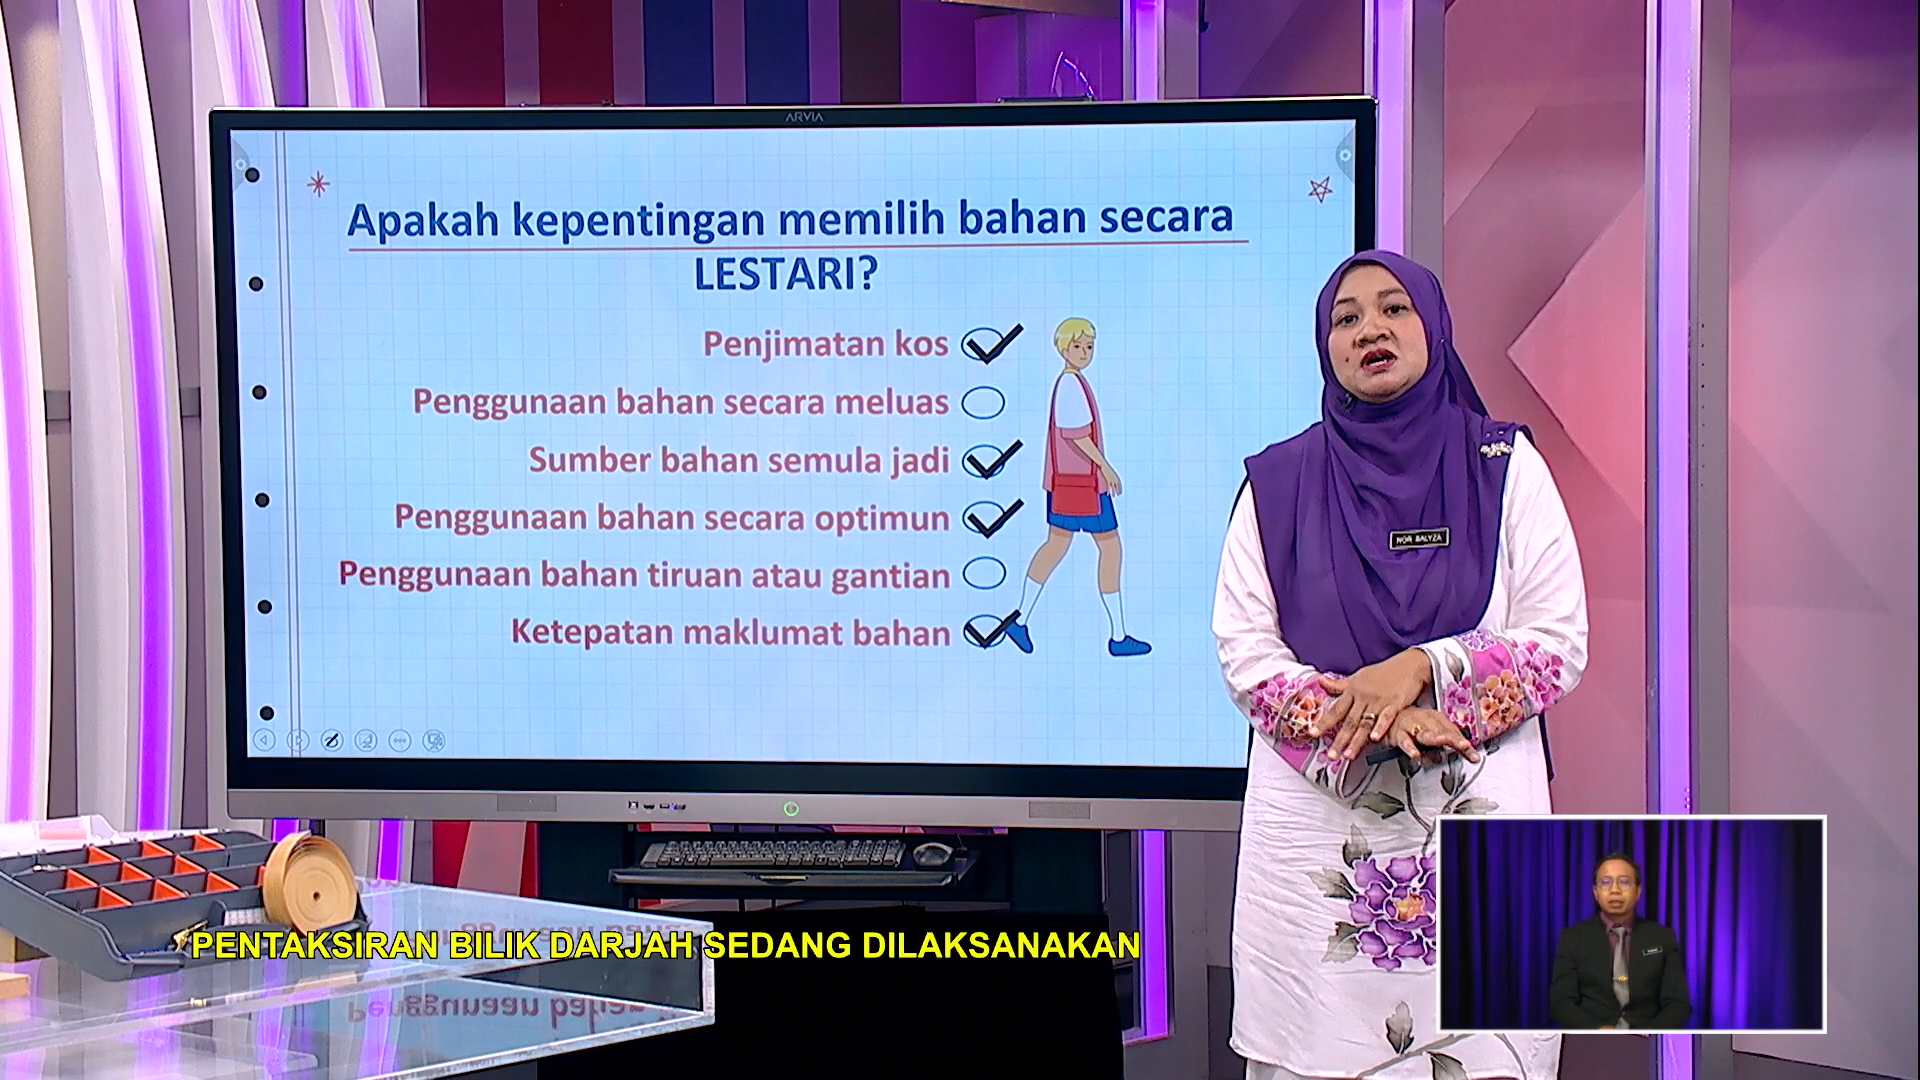 ARVIA
Apakah kepentingan memilih bahan secara
LESTARI?
Penjimatan kos
Penggunaan bahan secara meluas
Sumber bahan semula jadi
Penggunaan bahan secara optimun
Penggunaan bahan tiruan atau gantian
Ketepatan maklumat bahan
NOR BALYZA
PENTAKSIRAN BILIK DARJAH SEDANG DILAKSANAKAN